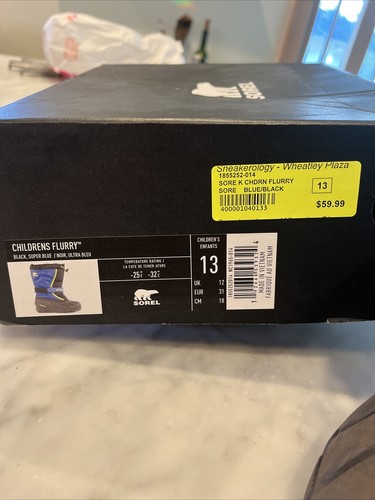 SOREL
Sneakerology - Wheatley Plaza
1855252-014
SORE K CHDRN FLURRY
SORE BLUE/BLACK
13
400001040133
$59.99
CHILDRENS FLURRY™
BLACK, SUPER BLUE / NOIR, ULTRA BLEU
TEMPERATURE RATING /
LA COTE DE TENUE ATURE
-25°F -32°C
SOREL
CHILDREN'S
ENFANTS
13
UK 12
EUR 31
CM 18
MADE IN VIETNAM
FABRIQUÉ AU VIETNAM